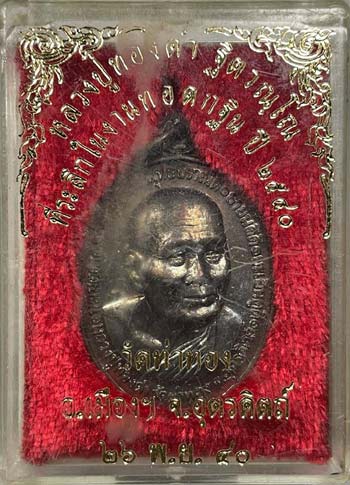 หลวงปู่ทองดำ ฐิตวณฺโณ
ที่ระลึกในงานทอดกฐิน ปี ๒๕๔๐
วัดท่าทอง
อ.เมืองฯ จ.อุตรดิตถ์
๒๖ พ.ย. ๔๐